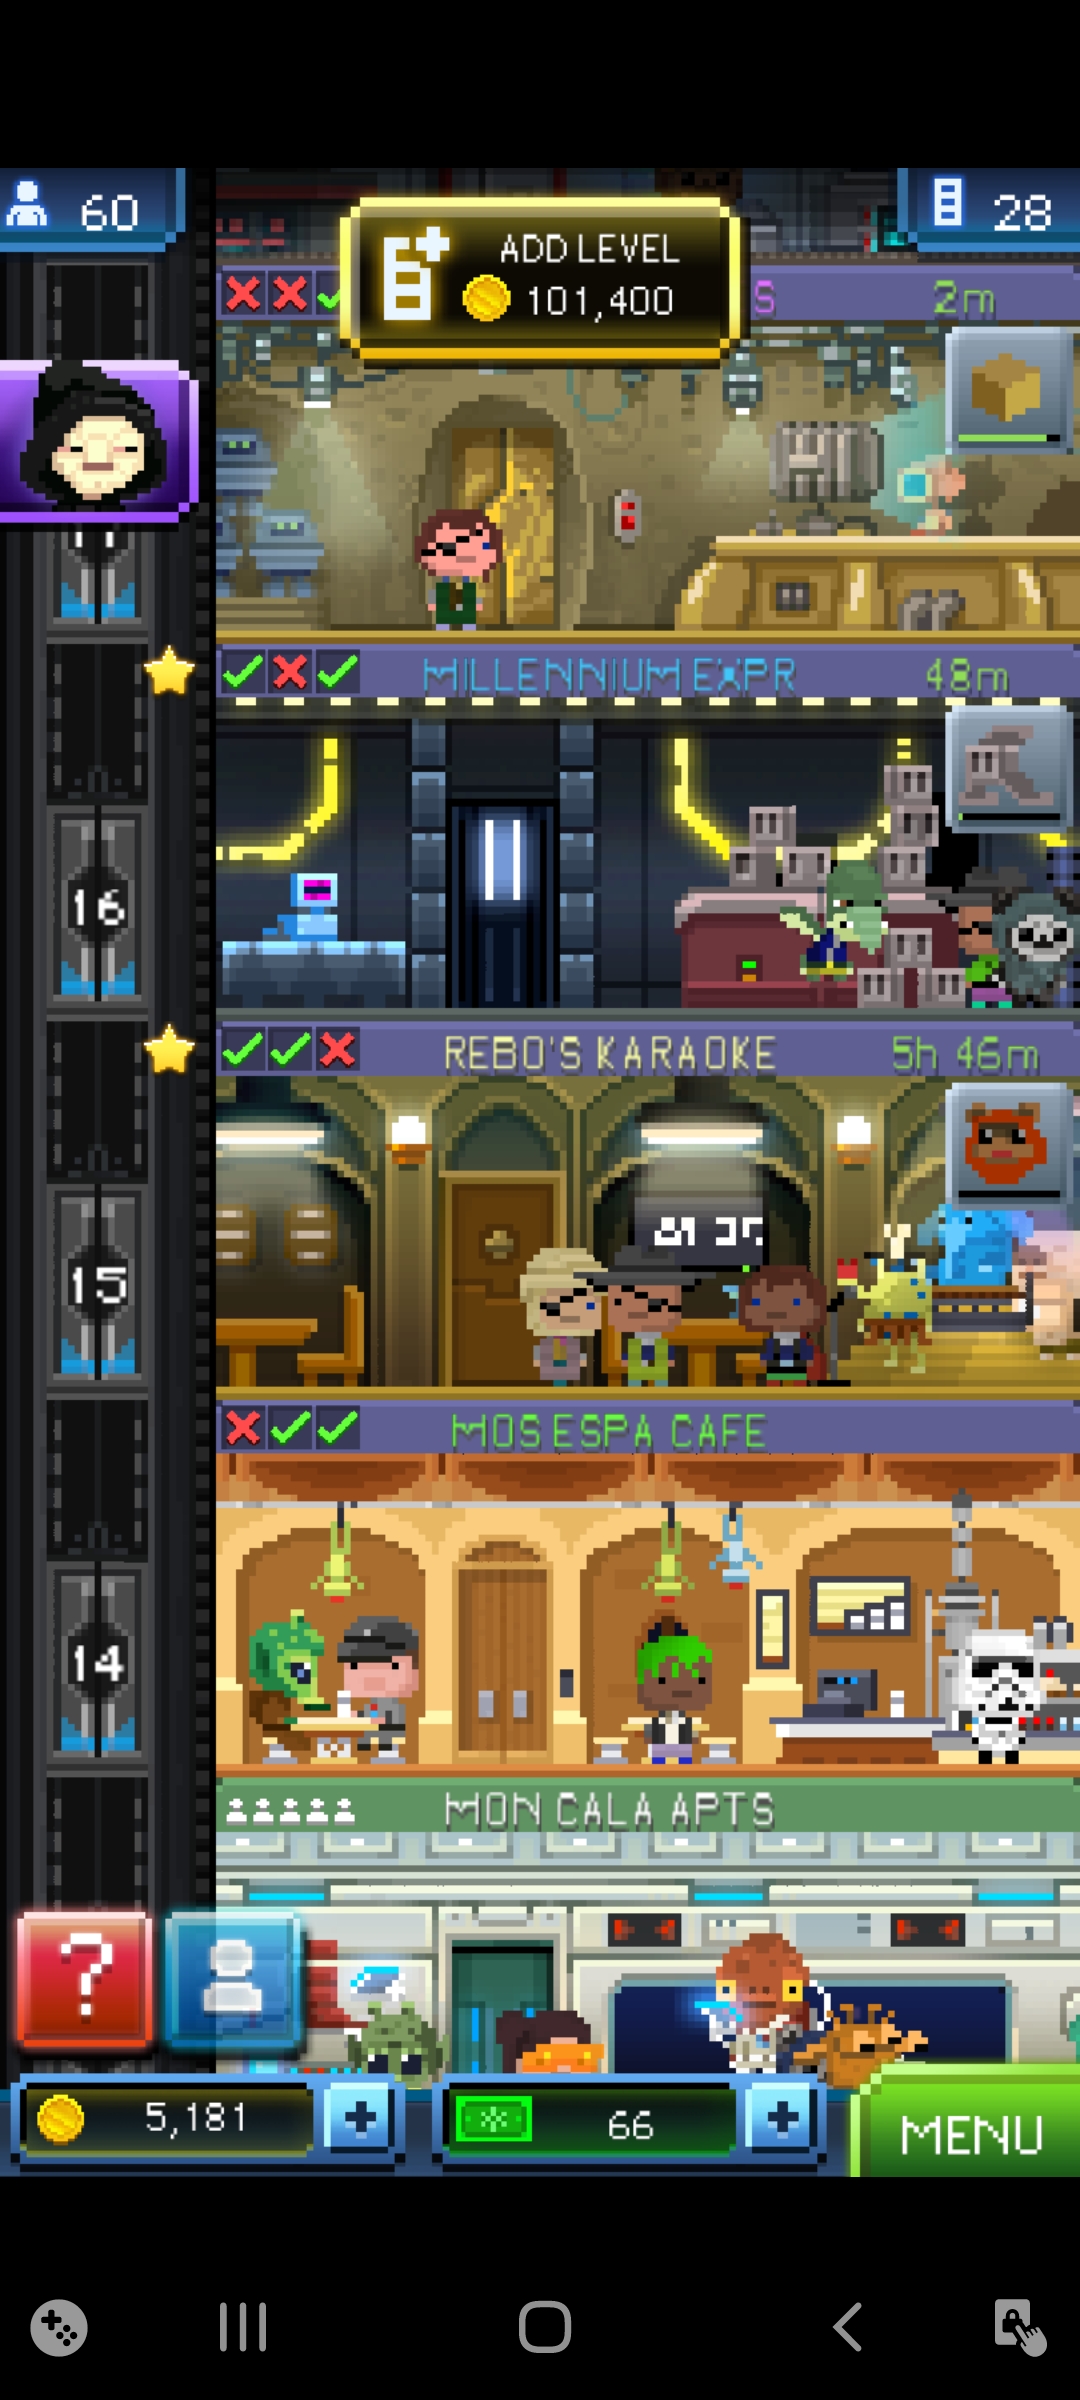 60
ADD LEVEL
101,400
28
S 2m
MILLENNIUM EXPR 48m
16
REBO'S KARAOKE 5h 46m
15
MOS ESPA CAFE
14
MON CALA APTS
?
5,181 +
66 +
MENU